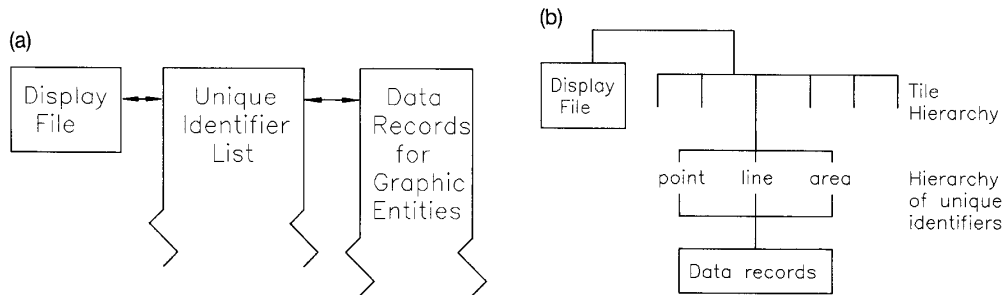 (a)
Display
File
Unique
Identifier
List
Data
Records
for
Graphic
Entities
(b)
Display
File
Tile
Hierarchy
point
line
area
Hierarchy
of unique
identifiers
Data records